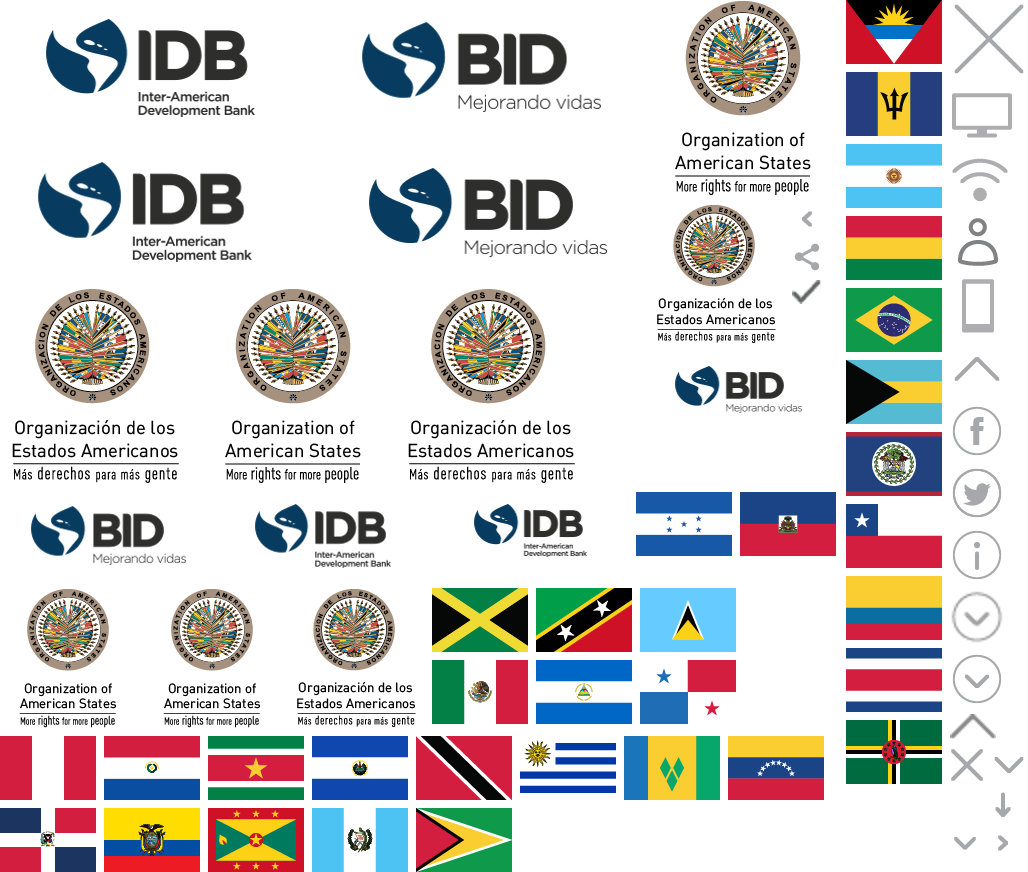 IDB
Inter-American
Development Bank
BID
Mejorando vidas
ORGANIZATION OF AMERICAN STATES
Organization of
American States
More rights for more people
IDB
Inter-American
Development Bank
BID
Mejorando vidas
ORGANIZACION DE LOS ESTADOS AMERICANOS
Organización de los
Estados Americanos
Más derechos para más gente
ORGANIZACION DE LOS ESTADOS AMERICANOS
Organización de los
Estados Americanos
Más derechos para más gente
ORGANIZATION OF AMERICAN STATES
Organization of
American States
More rights for more people
ORGANIZACION DE LOS ESTADOS AMERICANOS
Organización de los
Estados Americanos
Más derechos para más gente
BID
Mejorando vidas
BID
Mejorando vidas
IDB
Inter-American
Development Bank
IDB
Inter-American
Development Bank
ORGANIZATION OF AMERICAN STATES
Organization of
American States
More rights for more people
ORGANIZATION OF AMERICAN STATES
Organization of
American States
More rights for more people
ORGANIZACION DE LOS ESTADOS AMERICANOS
Organización de los
Estados Americanos
Más derechos para más gente